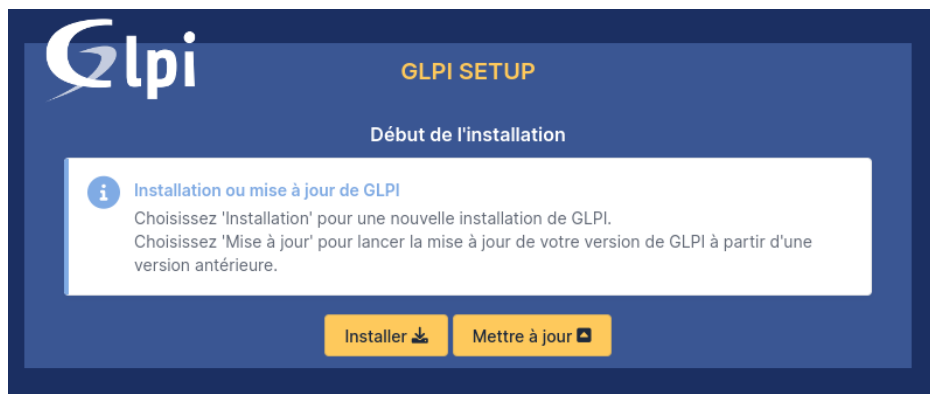 Glpi
GLPI SETUP
Début de l'installation
Installation ou mise à jour de GLPI
Choisissez 'Installation' pour une nouvelle installation de GLPI.
Choisissez 'Mise à jour' pour lancer la mise à jour de votre version de GLPI à partir d'une
version antérieure.
Installer
Mettre à jour